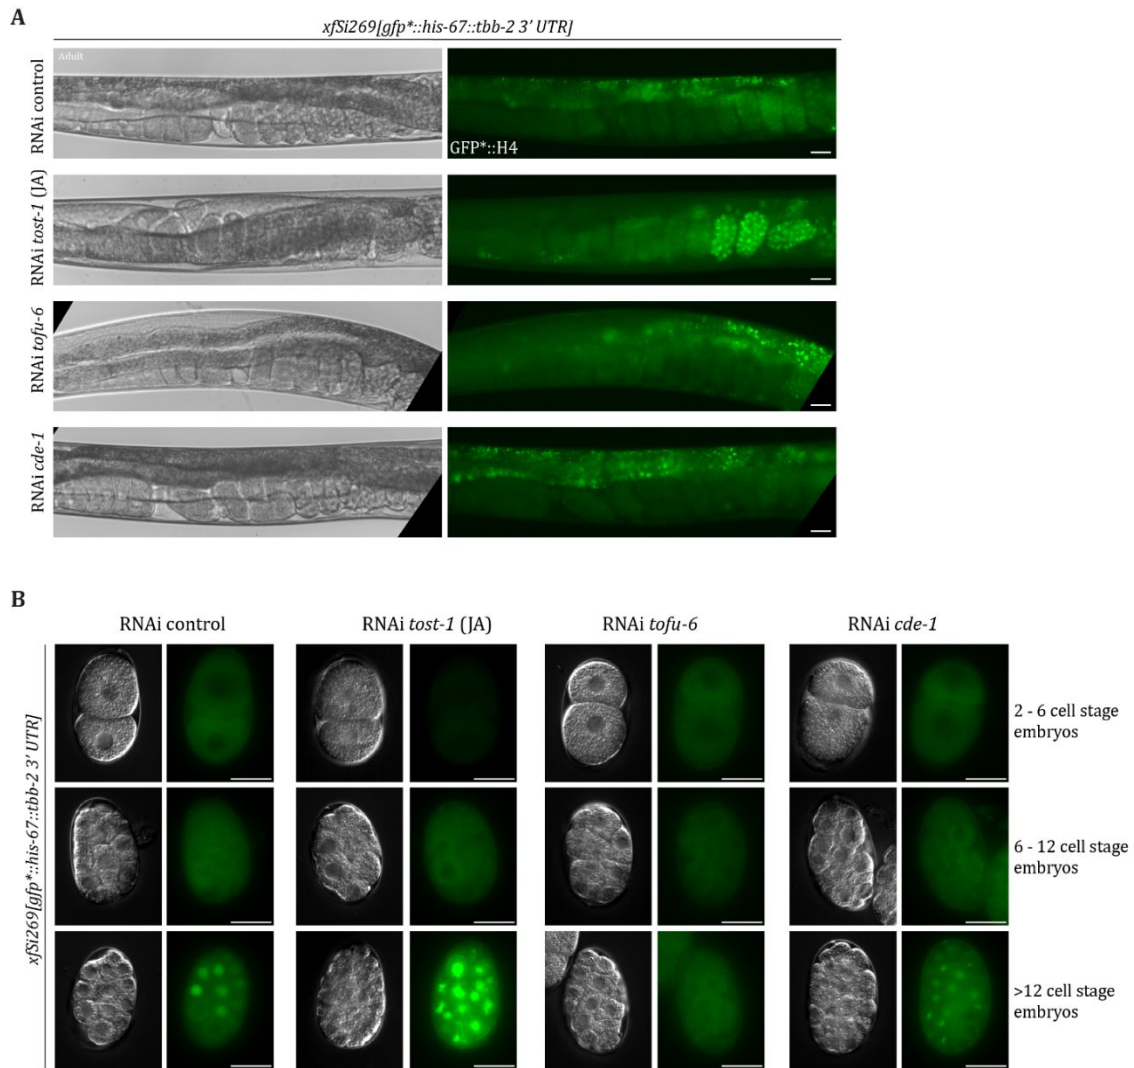 A
xfSi269[gfp*::his-67::tbb-2 3' UTR]
RNAi control
Adult
GFP*::H4
RNAi tost-1 (JA)
RNAi tofu-6
RNAi cde-1
B
RNAi control
RNAi tost-1 (JA)
RNAi tofu-6
RNAi cde-1
xfSi269[gfp*::his-67::tbb-2 3' UTR]
2 - 6 cell stage
embryos
6 - 12 cell stage
embryos
>12 cell stage
embryos